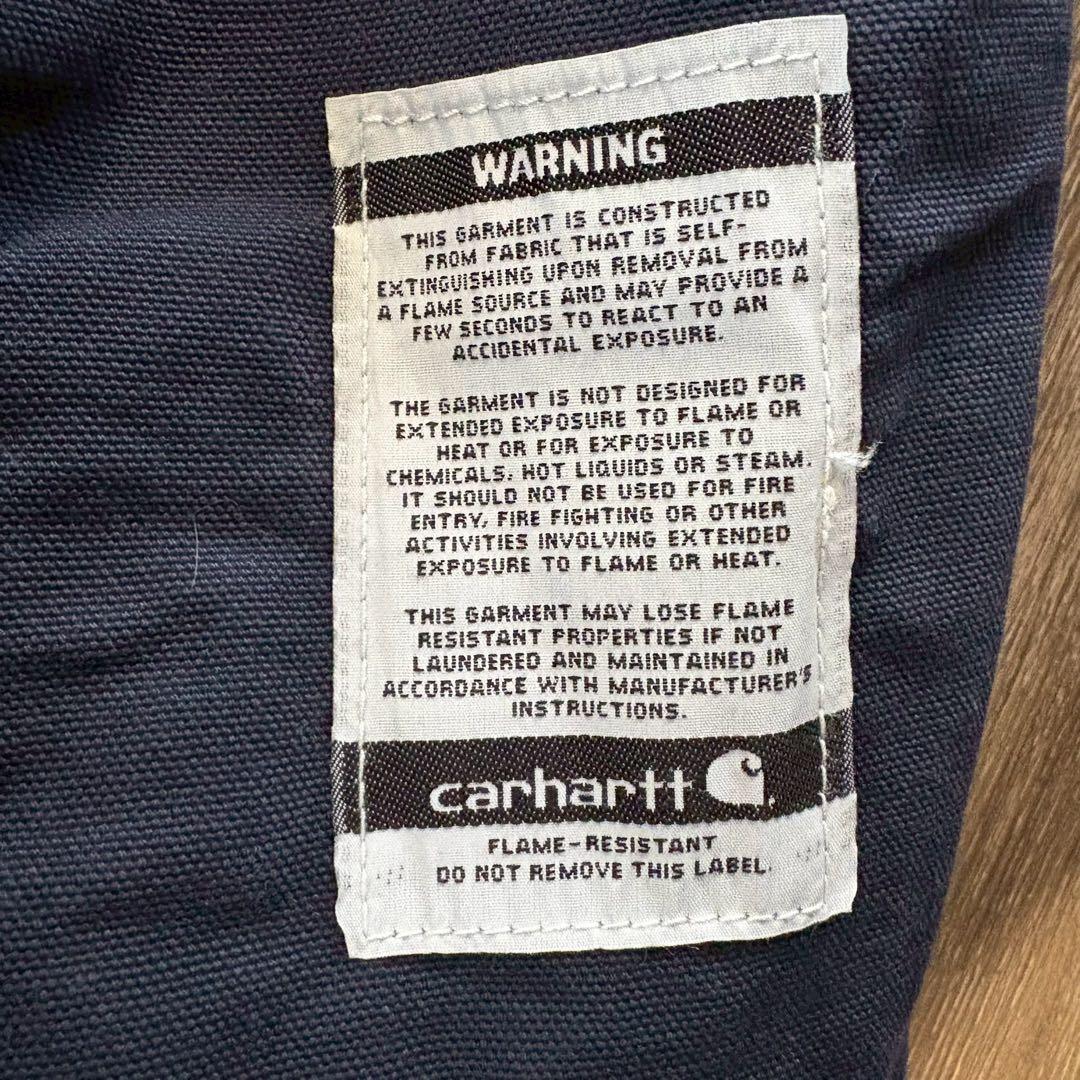 WARNING
THIS GARMENT IS CONSTRUCTED
FROM FABRIC THAT IS SELF-
EXTINGUISHING UPON REMOVAL FROM
A FLAME SOURCE AND MAY PROVIDE A
FEW SECONDS TO REACT TO AN
ACCIDENTAL EXPOSURE.
THE GARMENT IS NOT DESIGNED FOR
EXTENDED EXPOSURE TO FLAME OR
HEAT OR FOR EXPOSURE TO
CHEMICALS, HOT LIQUIDS OR STEAM.
IT SHOULD NOT BE USED FOR FIRE
ENTRY, FIRE FIGHTING OR OTHER
ACTIVITIES INVOLVING EXTENDED
EXPOSURE TO FLAME OR HEAT.
THIS GARMENT MAY LOSE FLAME
RESISTANT PROPERTIES IF NOT
LAUNDERED AND MAINTAINED IN
ACCORDANCE WITH MANUFACTURER'S
INSTRUCTIONS.
carhartt
FLAME-RESISTANT
DO NOT REMOVE THIS LABEL.